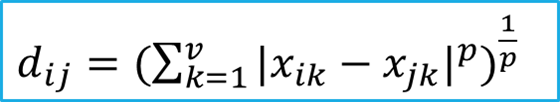 d_{ij} = (\sum_{k=1}^{v} |x_{ik} - x_{jk}|^p)^{\frac{1}{p}}